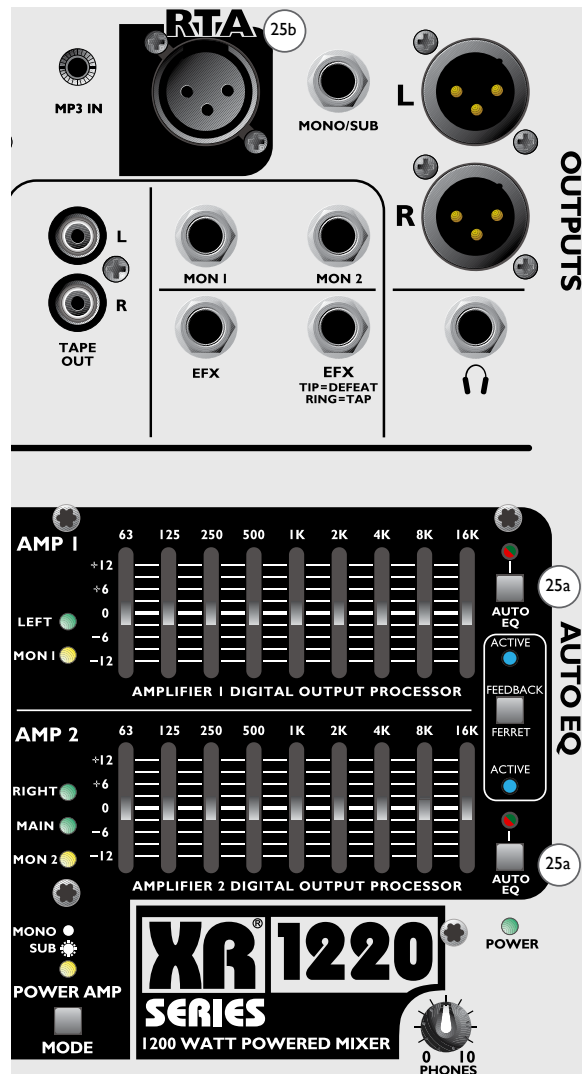 RTA
25b
MP3 IN
MONO/SUB
L
R
OUTPUTS
L
R
TAPE
OUT
MON 1
MON 2
EFX
EFX
TIP=DEFEAT
RING=TAP
AMP 1
63 125 250 500 1K 2K 4K 8K 16K
+12
+6
0
-6
-12
LEFT
MON 1
AMPLIFIER 1 DIGITAL OUTPUT PROCESSOR
AUTO
EQ
25a
ACTIVE
FEEDBACK
FERRET
ACTIVE
AUTO EQ
AMP 2
63 125 250 500 1K 2K 4K 8K 16K
+12
+6
0
-6
-12
RIGHT
MAIN
MON 2
AMPLIFIER 2 DIGITAL OUTPUT PROCESSOR
AUTO
EQ
25a
MONO
SUB
POWER AMP
MODE
XR® 1220
SERIES
1200 WATT POWERED MIXER
POWER
0 10
PHONES